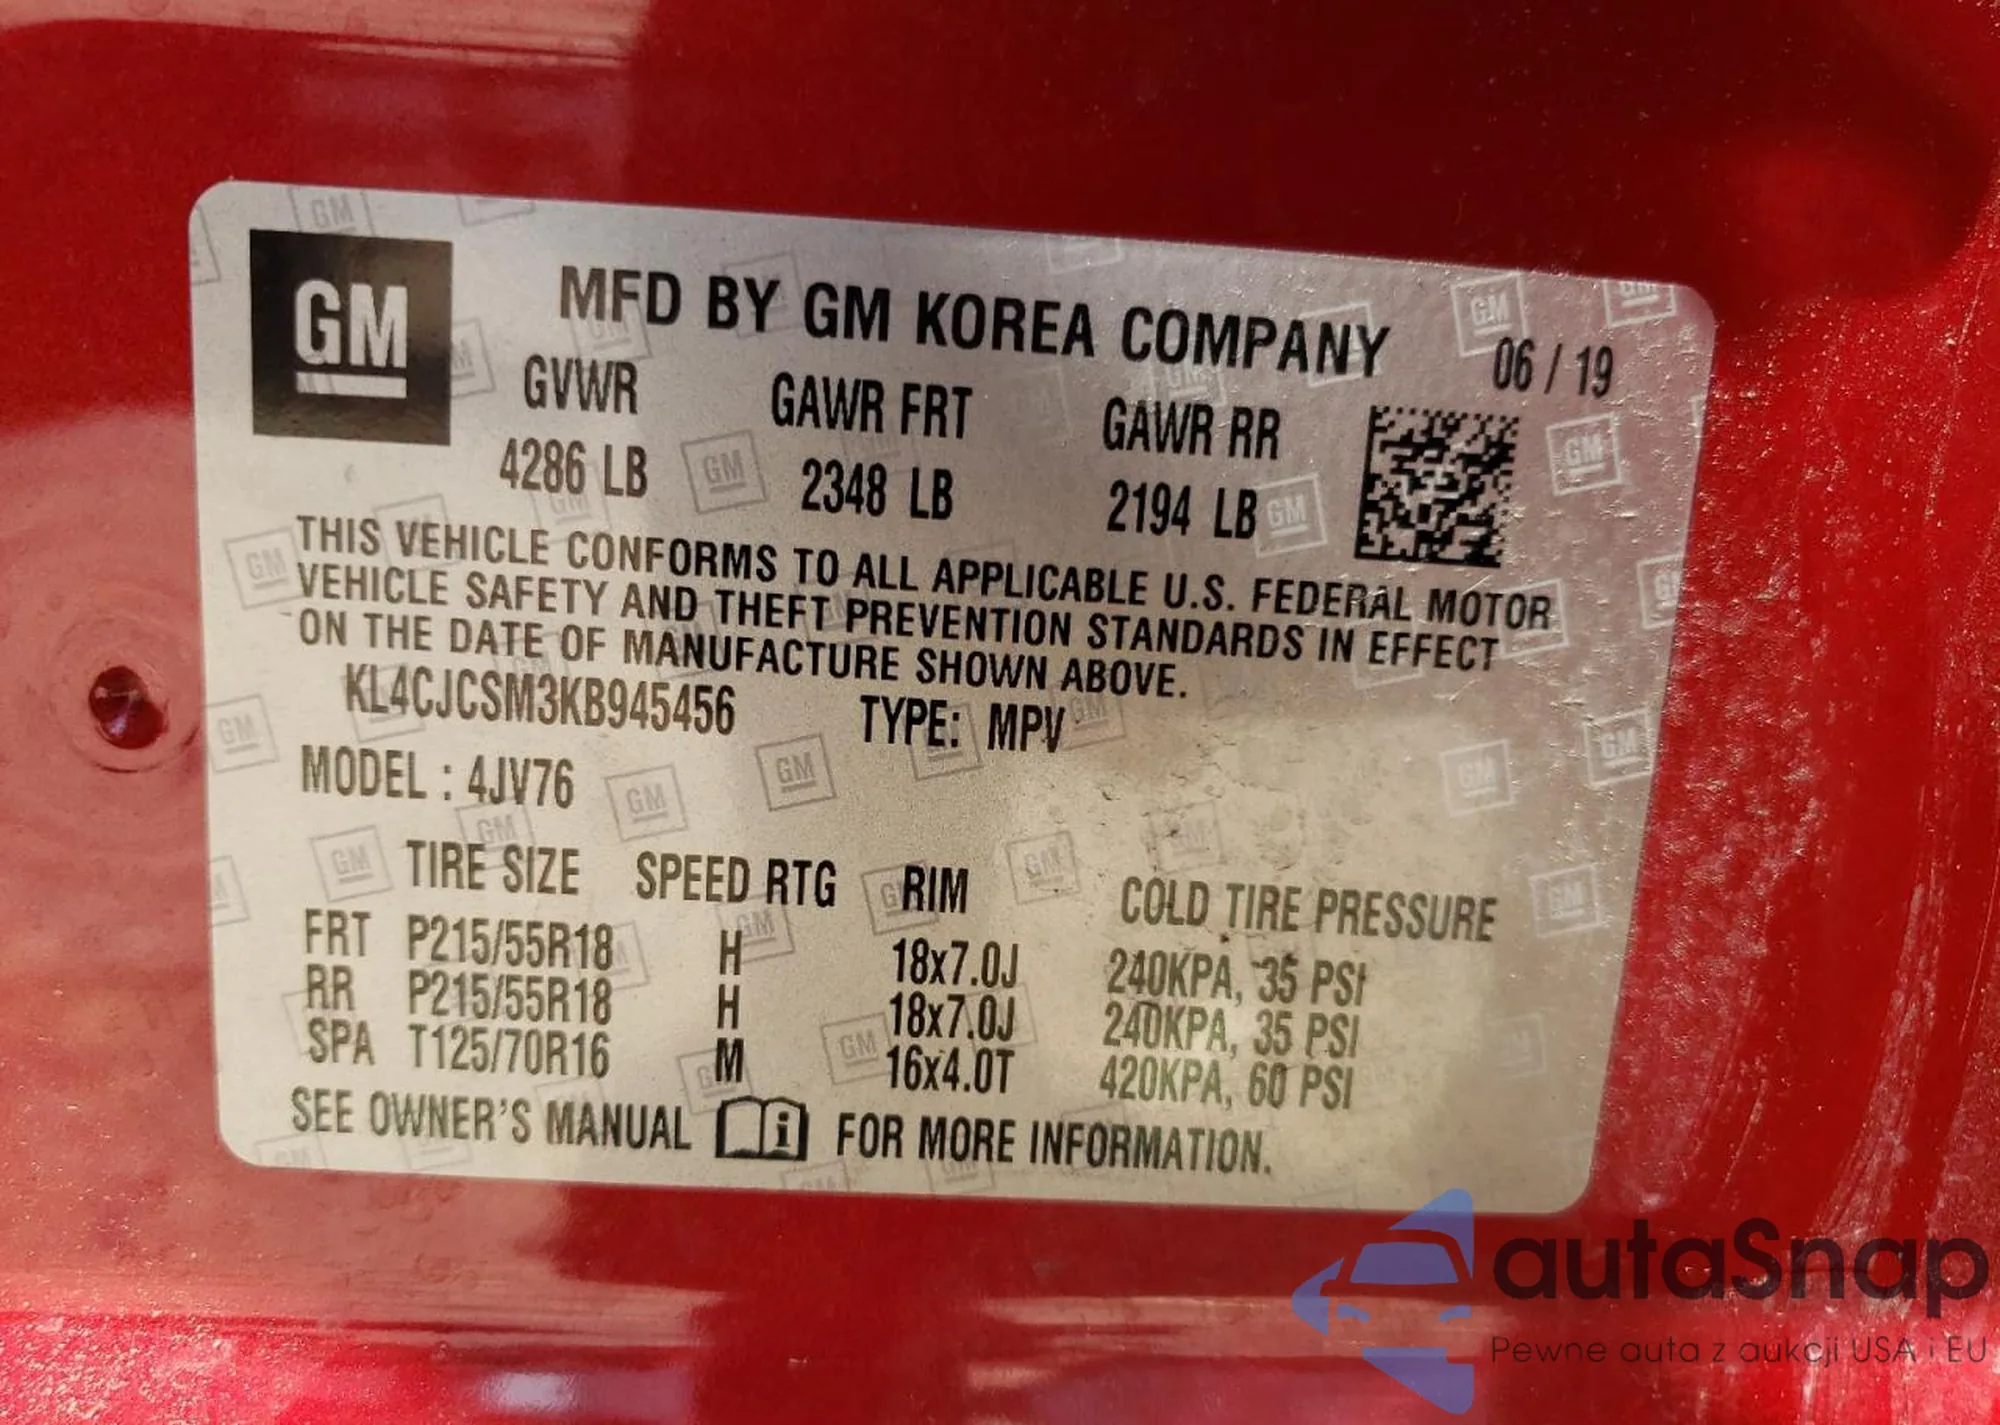 GM
MFD BY GM KOREA COMPANY
06 / 19
GVWR GAWR FRT GAWR RR
4286 LB 2348 LB 2194 LB
THIS VEHICLE CONFORMS TO ALL APPLICABLE U.S. FEDERAL MOTOR
VEHICLE SAFETY AND THEFT PREVENTION STANDARDS IN EFFECT
ON THE DATE OF MANUFACTURE SHOWN ABOVE.
KL4CJCSM3KB945456 TYPE: MPV
MODEL : 4JV76
TIRE SIZE SPEED RTG RIM COLD TIRE PRESSURE
FRT P215/55R18 H 18x7.0J 240KPA, 35 PSI
RR P215/55R18 H 18x7.0J 240KPA, 35 PSI
SPA T125/70R16 M 16x4.0T 420KPA, 60 PSI
SEE OWNER'S MANUAL i FOR MORE INFORMATION.
autaSnap
Pewne auta z aukcji USA i EU